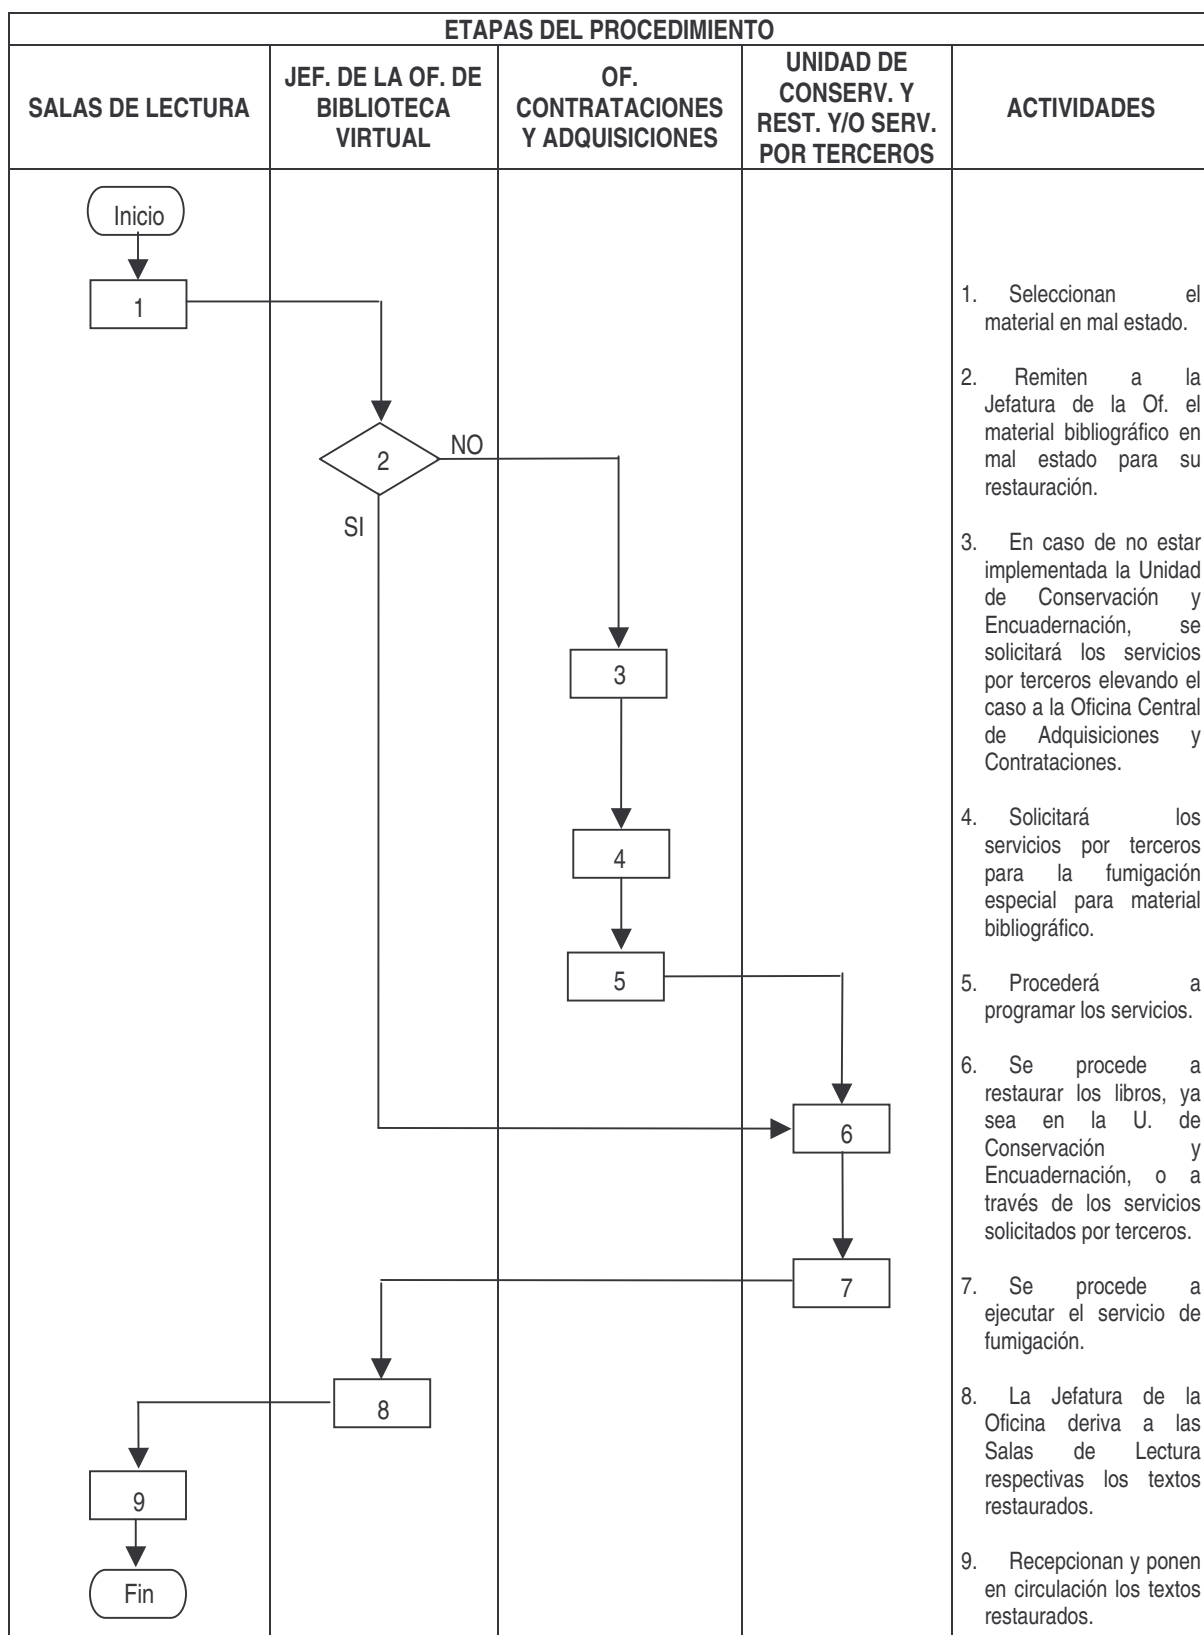 ETAPAS DEL PROCEDIMIENTO
SALAS DE LECTURA
JEF. DE LA OF. DE
BIBLIOTECA
VIRTUAL
OF.
CONTRATACIONES
Y ADQUISICIONES
UNIDAD DE
CONSERV. Y
REST. Y/O SERV.
POR TERCEROS
ACTIVIDADES
Inicio
1
2
NO
SI
3
4
5
6
7
8
9
Fin
1. Seleccionan el
material en mal estado.
2. Remiten a la
Jefatura de la Of. el
material bibliográfico en
mal estado para su
restauración.
3. En caso de no estar
implementada la Unidad
de Conservación y
Encuadernación, se
solicitará los servicios
por terceros elevando el
caso a la Oficina Central
de Adquisiciones y
Contrataciones.
4. Solicitará los
servicios por terceros
para la fumigación
especial para material
bibliográfico.
5. Procederá a
programar los servicios.
6. Se procede a
restaurar los libros, ya
sea en la U. de
Conservación y
Encuadernación, o a
través de los servicios
solicitados por terceros.
7. Se procede a
ejecutar el servicio de
fumigación.
8. La Jefatura de la
Oficina deriva a las
Salas de Lectura
respectivas los textos
restaurados.
9. Recepcionan y ponen
en circulación los textos
restaurados.